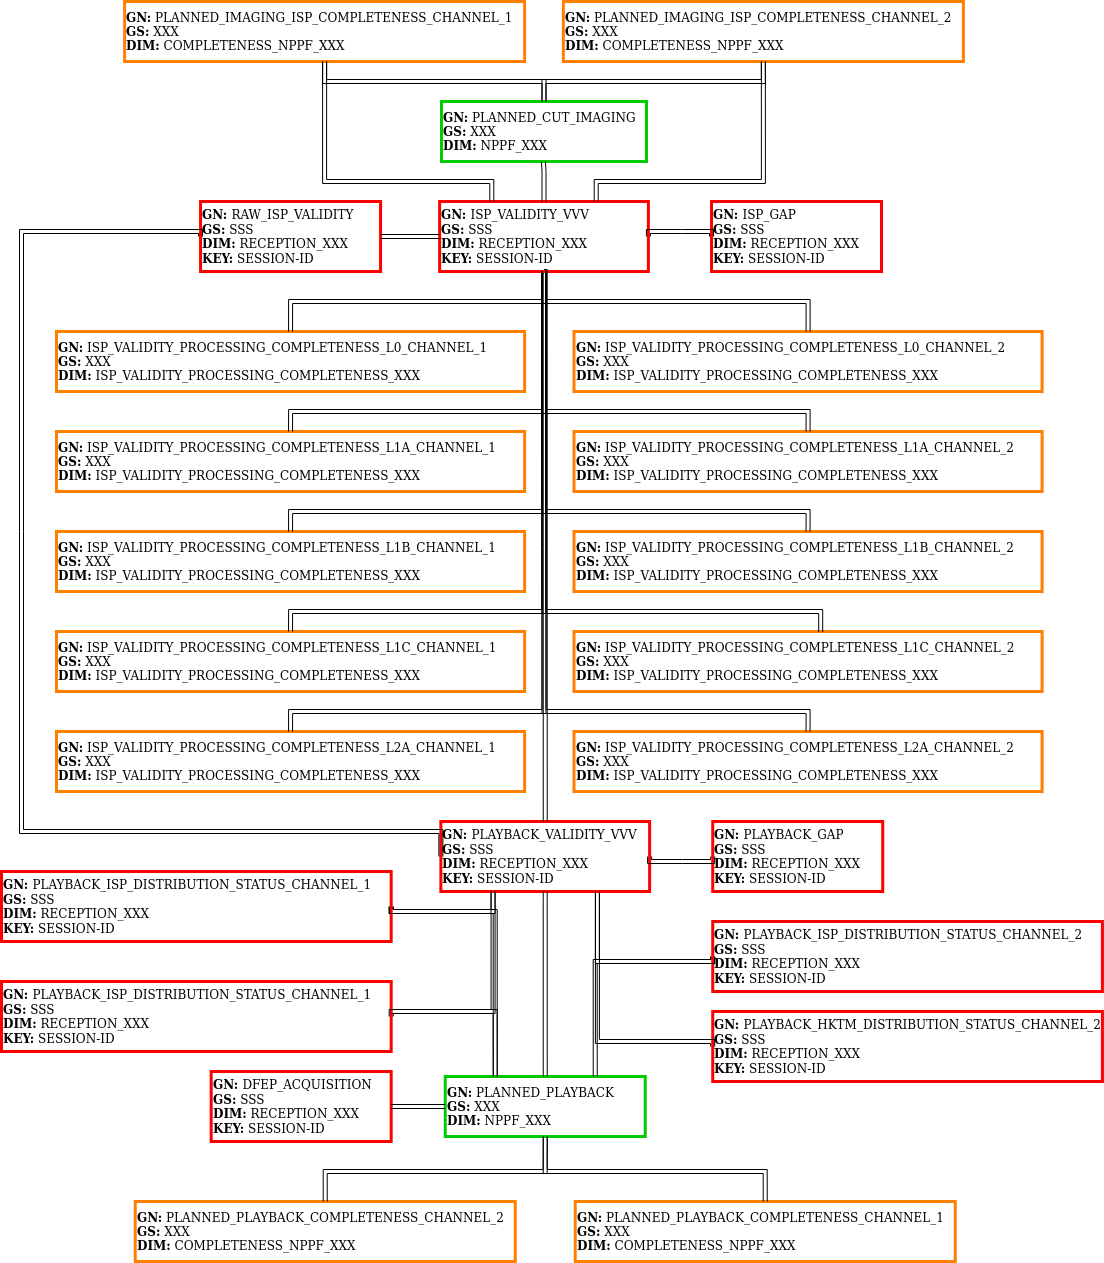 GN: PLANNED_IMAGING_ISP_COMPLETENESS_CHANNEL_1
GS: XXX
DIM: COMPLETENESS_NPPF_XXX
GN: PLANNED_IMAGING_ISP_COMPLETENESS_CHANNEL_2
GS: XXX
DIM: COMPLETENESS_NPPF_XXX
GN: PLANNED_CUT_IMAGING
GS: XXX
DIM: NPPF_XXX
GN: RAW_ISP_VALIDITY
GS: SSS
DIM: RECEPTION_XXX
KEY: SESSION-ID
GN: ISP_VALIDITY_VVV
GS: SSS
DIM: RECEPTION_XXX
KEY: SESSION-ID
GN: ISP_GAP
GS: SSS
DIM: RECEPTION_XXX
KEY: SESSION-ID
GN: ISP_VALIDITY_PROCESSING_COMPLETENESS_L0_CHANNEL_1
GS: XXX
DIM: ISP_VALIDITY_PROCESSING_COMPLETENESS_XXX
GN: ISP_VALIDITY_PROCESSING_COMPLETENESS_L0_CHANNEL_2
GS: XXX
DIM: ISP_VALIDITY_PROCESSING_COMPLETENESS_XXX
GN: ISP_VALIDITY_PROCESSING_COMPLETENESS_L1A_CHANNEL_1
GS: XXX
DIM: ISP_VALIDITY_PROCESSING_COMPLETENESS_XXX
GN: ISP_VALIDITY_PROCESSING_COMPLETENESS_L1A_CHANNEL_2
GS: XXX
DIM: ISP_VALIDITY_PROCESSING_COMPLETENESS_XXX
GN: ISP_VALIDITY_PROCESSING_COMPLETENESS_L1B_CHANNEL_1
GS: XXX
DIM: ISP_VALIDITY_PROCESSING_COMPLETENESS_XXX
GN: ISP_VALIDITY_PROCESSING_COMPLETENESS_L1B_CHANNEL_2
GS: XXX
DIM: ISP_VALIDITY_PROCESSING_COMPLETENESS_XXX
GN: ISP_VALIDITY_PROCESSING_COMPLETENESS_L1C_CHANNEL_1
GS: XXX
DIM: ISP_VALIDITY_PROCESSING_COMPLETENESS_XXX
GN: ISP_VALIDITY_PROCESSING_COMPLETENESS_L1C_CHANNEL_2
GS: XXX
DIM: ISP_VALIDITY_PROCESSING_COMPLETENESS_XXX
GN: ISP_VALIDITY_PROCESSING_COMPLETENESS_L2A_CHANNEL_1
GS: XXX
DIM: ISP_VALIDITY_PROCESSING_COMPLETENESS_XXX
GN: ISP_VALIDITY_PROCESSING_COMPLETENESS_L2A_CHANNEL_2
GS: XXX
DIM: ISP_VALIDITY_PROCESSING_COMPLETENESS_XXX
GN: PLAYBACK_VALIDITY_VVV
GS: SSS
DIM: RECEPTION_XXX
KEY: SESSION-ID
GN: PLAYBACK_GAP
GS: SSS
DIM: RECEPTION_XXX
KEY: SESSION-ID
GN: PLAYBACK_ISP_DISTRIBUTION_STATUS_CHANNEL_1
GS: SSS
DIM: RECEPTION_XXX
KEY: SESSION-ID
GN: PLAYBACK_ISP_DISTRIBUTION_STATUS_CHANNEL_2
GS: SSS
DIM: RECEPTION_XXX
KEY: SESSION-ID
GN: PLAYBACK_ISP_DISTRIBUTION_STATUS_CHANNEL_1
GS: SSS
DIM: RECEPTION_XXX
KEY: SESSION-ID
GN: PLAYBACK_HKTM_DISTRIBUTION_STATUS_CHANNEL_2
GS: SSS
DIM: RECEPTION_XXX
KEY: SESSION-ID
GN: DFEP_ACQUISITION
GS: SSS
DIM: RECEPTION_XXX
KEY: SESSION-ID
GN: PLANNED_PLAYBACK
GS: XXX
DIM: NPPF_XXX
GN: PLANNED_PLAYBACK_COMPLETENESS_CHANNEL_2
GS: XXX
DIM: COMPLETENESS_NPPF_XXX
GN: PLANNED_PLAYBACK_COMPLETENESS_CHANNEL_1
GS: XXX
DIM: COMPLETENESS_NPPF_XXX